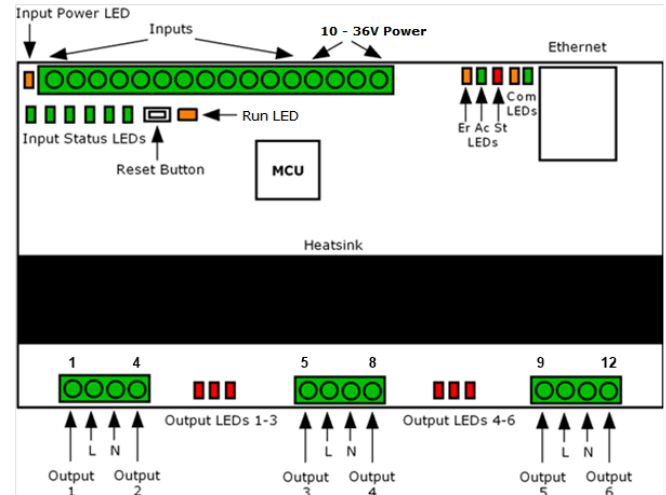 Input Power LED
Inputs
10 - 36V Power
Ethernet
Com
LEDs
Run LED
Er Ac St
LEDs
Input Status LEDs
Reset Button
MCU
Heatsink
1 4
5 8
9 12
Output LEDs 1-3
Output LEDs 4-6
L N
L N
L N
Output
1
Output
2
Output
3
Output
4
Output
5
Output
6